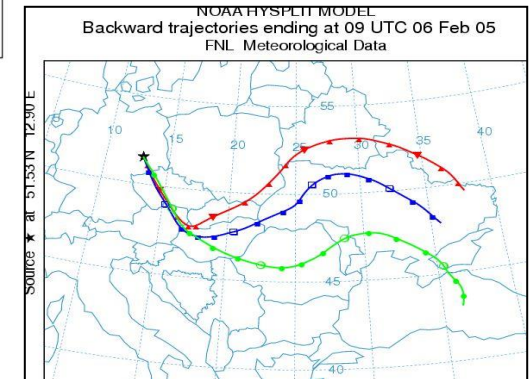 NOAA HYSPLIT MODEL
Backward trajectories ending at 09 UTC 06 Feb 05
FNL Meteorological Data
Source ★ at 51.53 N 12.90 E
55
10
15
20
25
30
35
40
50
45
40